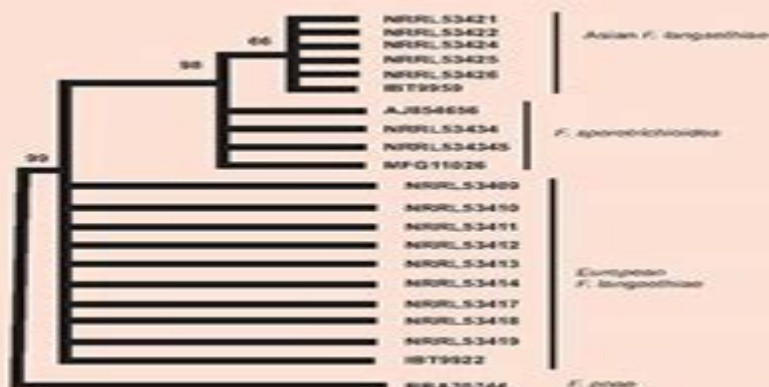 NRRL53421
NRRL53422
66
Asian F. langsethiae
NRRL53424
NRRL53425
98
NRRL53426
IBT9959
AJ854656
NRRL53434
F. sporotrichioides
NRRL534345
MFG11026
99
NRRL53409
NRRL53410
NRRL53411
NRRL53412
NRRL53413
European
F. langsethiae
NRRL53414
NRRL53417
NRRL53418
NRRL53419
IBT9922
F. poae